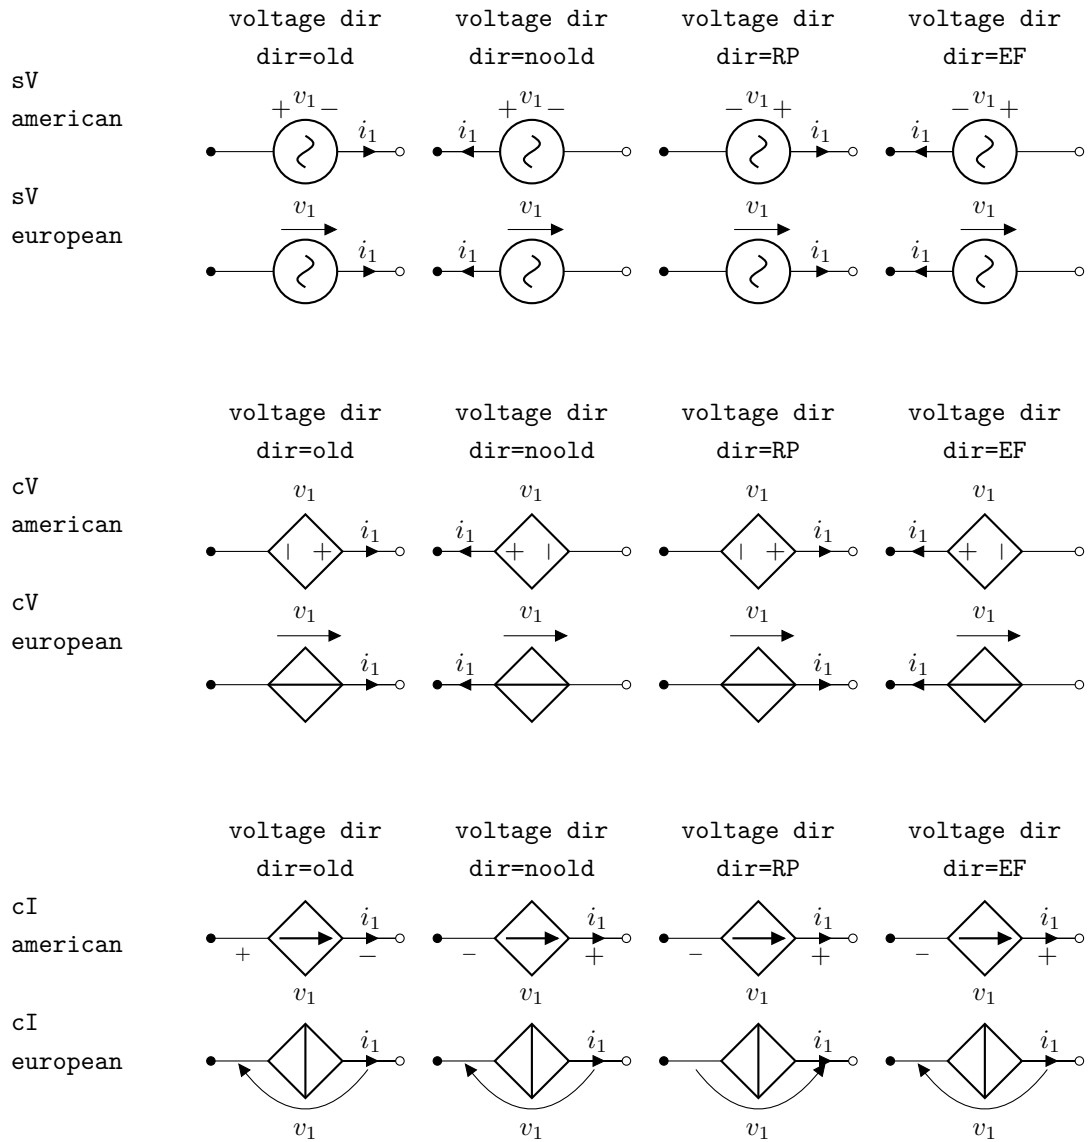 voltage dir voltage dir voltage dir voltage dir
dir=old dir=noold dir=RP dir=EF
sV
american
+ v₁ − + v₁ − − v₁ + − v₁ +
i₁ i₁ i₁ i₁
sV
european
v₁ v₁ v₁ v₁
i₁ i₁ i₁ i₁
voltage dir voltage dir voltage dir voltage dir
dir=old dir=noold dir=RP dir=EF
cV
american
v₁ v₁ v₁ v₁
i₁ i₁ i₁ i₁
− + + − − + + −
cV
european
v₁ v₁ v₁ v₁
i₁ i₁ i₁ i₁
voltage dir voltage dir voltage dir voltage dir
dir=old dir=noold dir=RP dir=EF
cI
american
i₁ i₁ i₁ i₁
+ − − + − + − +
v₁ v₁ v₁ v₁
cI
european
i₁ i₁ i₁ i₁
v₁ v₁ v₁ v₁